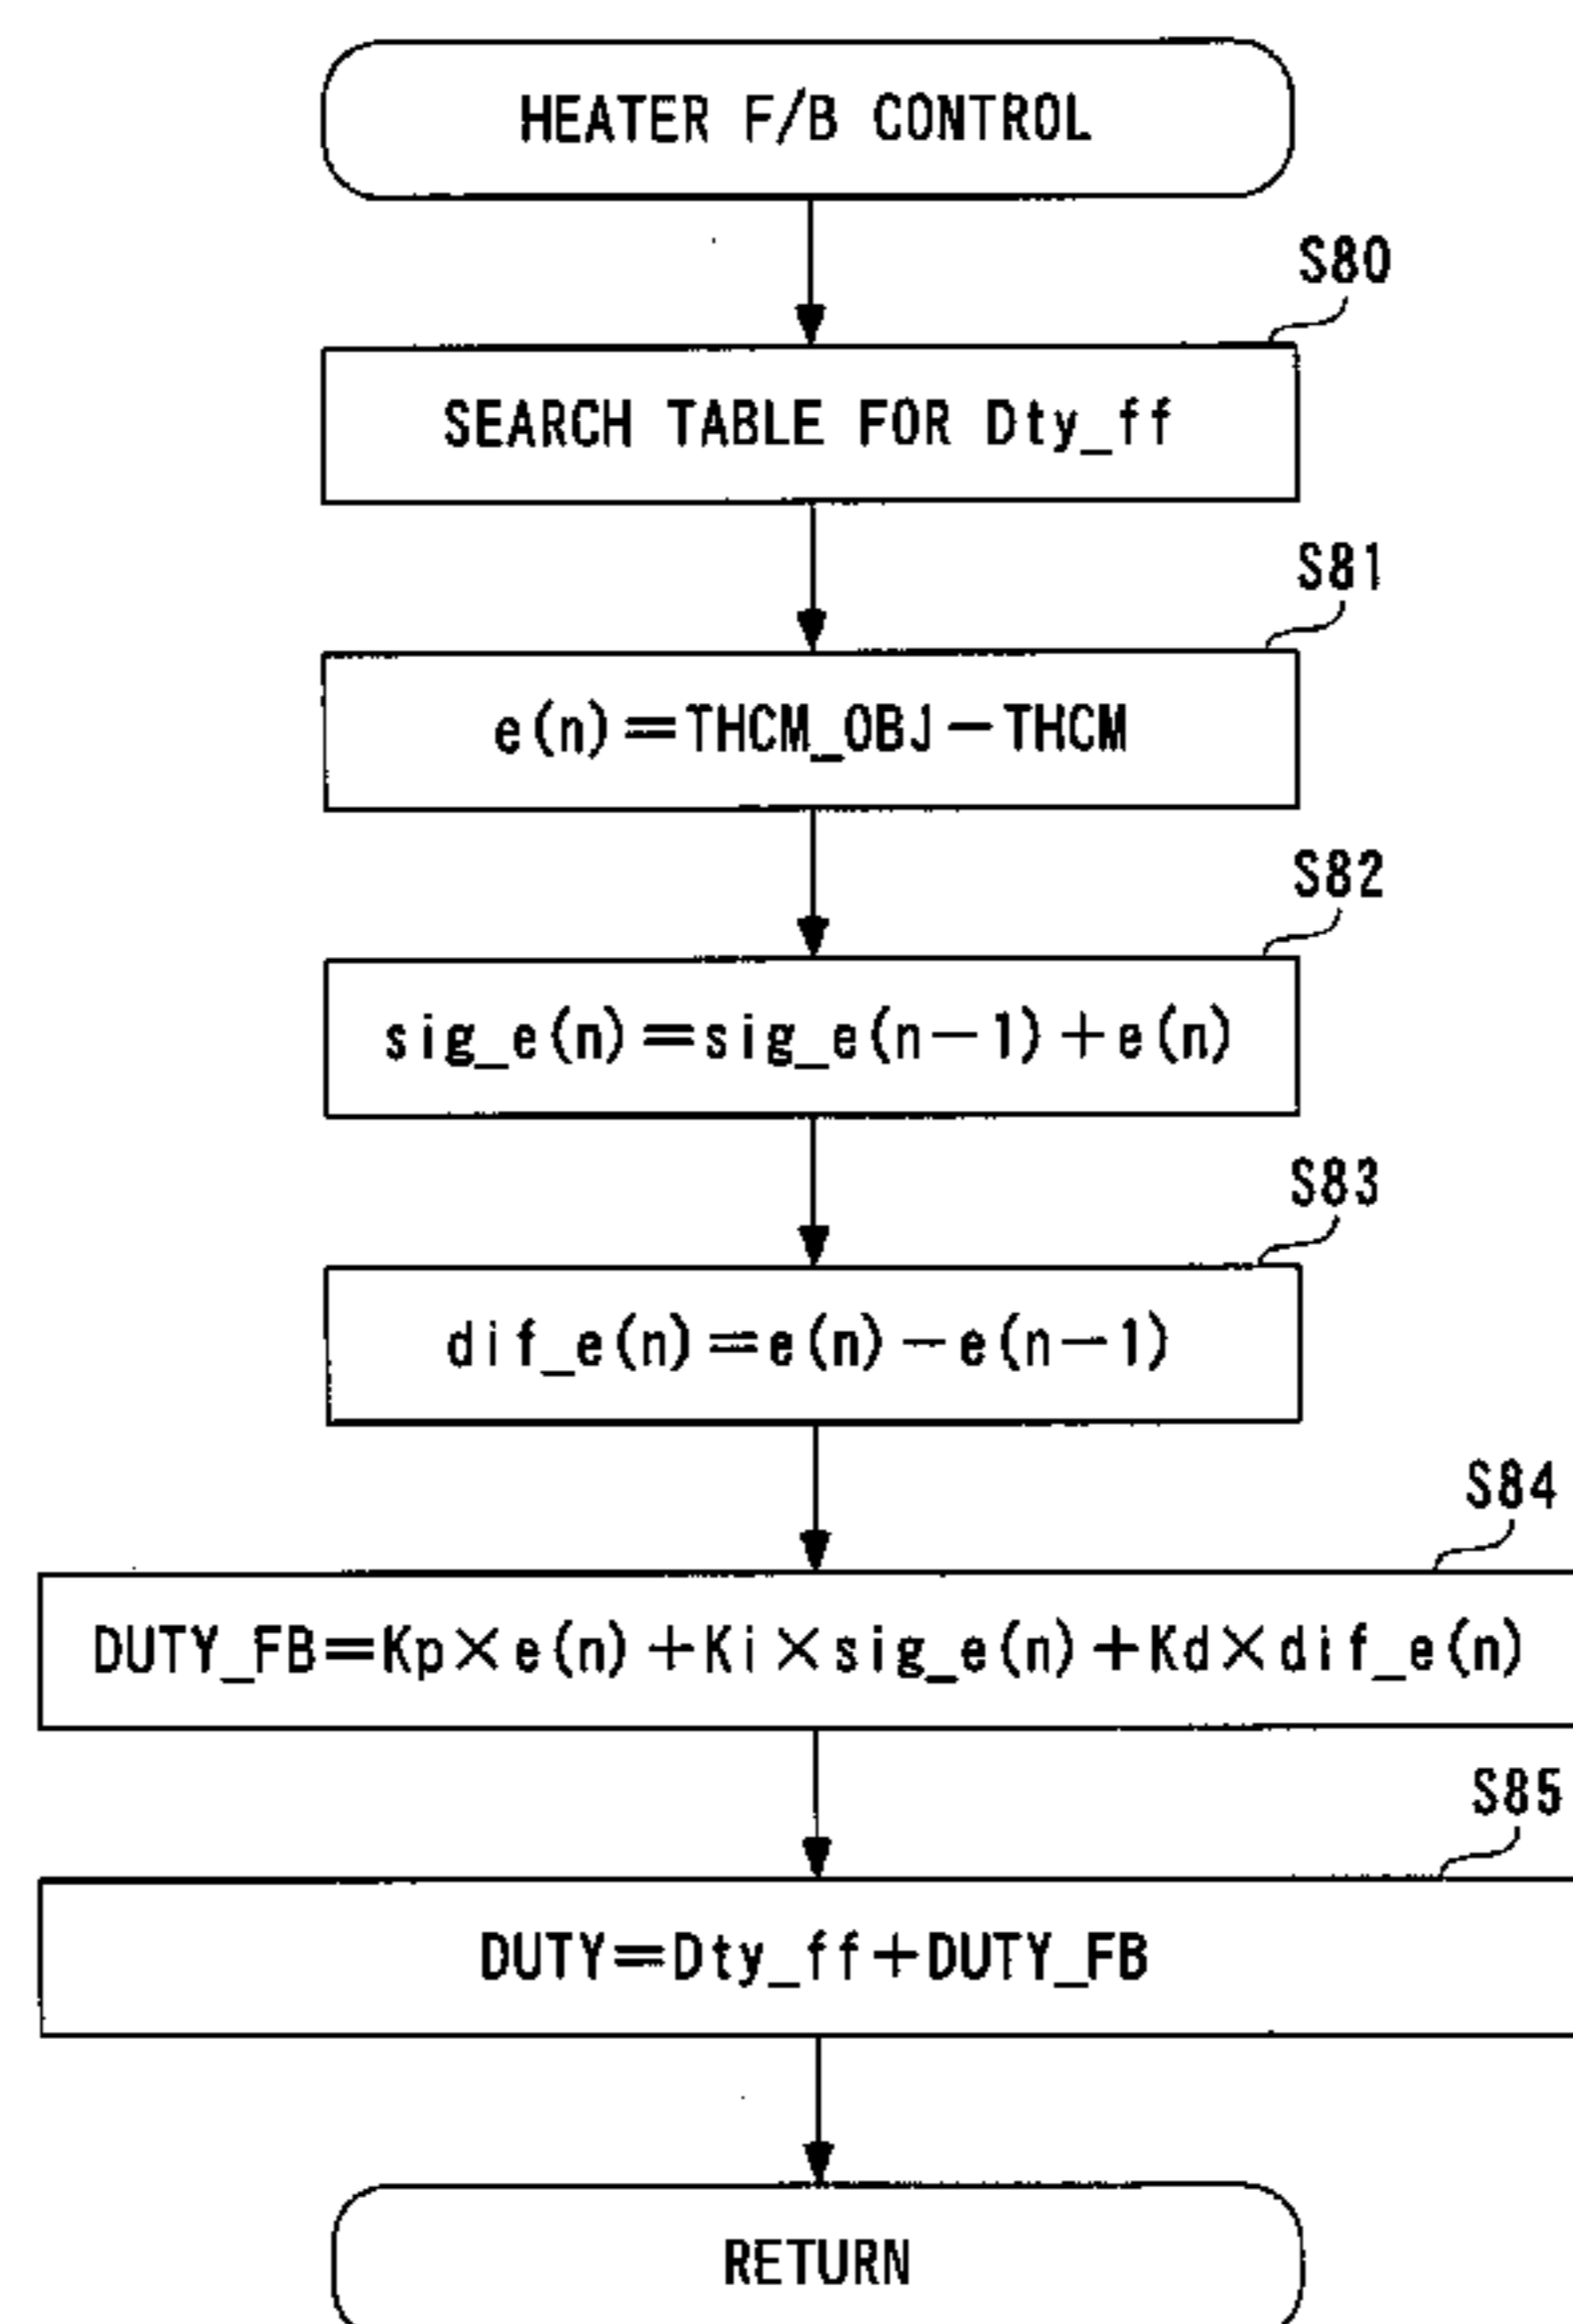 HEATER F/B CONTROL
S80
SEARCH TABLE FOR Dty_ff
S81
e(n)=THCM_OBJ-THCM
S82
sig_e(n)=sig_e(n-1)+e(n)
S83
dif_e(n)=e(n)-e(n-1)
S84
DUTY_FB=Kp×e(n)+Ki×sig_e(n)+Kd×dif_e(n)
S85
DUTY=Dty_ff+DUTY_FB
RETURN